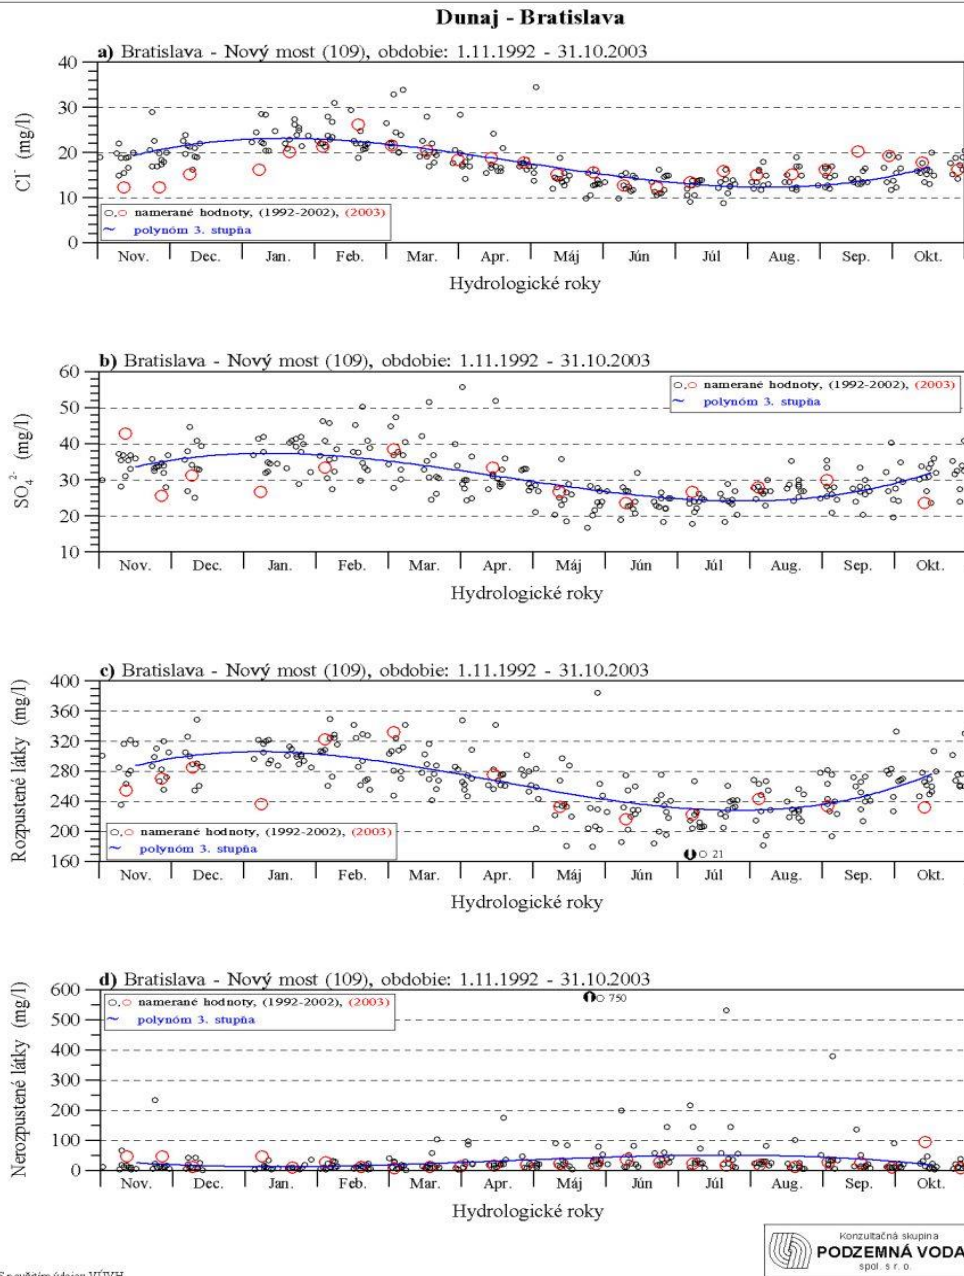 Dunaj - Bratislava
a) Bratislava - Nový most (109), obdobie: 1.11.1992 - 31.10.2003
40
30
20
10
0
Cl⁻ (mg/l)
○,○ namerané hodnoty, (1992-2002), (2003)
~ polynóm 3. stupňa
Nov. Dec. Jan. Feb. Mar. Apr. Máj Jún Júl Aug. Sep. Okt.
Hydrologické roky
b) Bratislava - Nový most (109), obdobie: 1.11.1992 - 31.10.2003
60
50
40
30
20
10
SO₄²⁻ (mg/l)
○,○ namerané hodnoty, (1992-2002), (2003)
~ polynóm 3. stupňa
Nov. Dec. Jan. Feb. Mar. Apr. Máj Jún Júl Aug. Sep. Okt.
Hydrologické roky
c) Bratislava - Nový most (109), obdobie: 1.11.1992 - 31.10.2003
400
360
320
280
240
200
160
Rozpustené látky (mg/l)
○,○ namerané hodnoty, (1992-2002), (2003)
~ polynóm 3. stupňa
21
Nov. Dec. Jan. Feb. Mar. Apr. Máj Jún Júl Aug. Sep. Okt.
Hydrologické roky
d) Bratislava - Nový most (109), obdobie: 1.11.1992 - 31.10.2003
600
500
400
300
200
100
0
Nerozpustené látky (mg/l)
○,○ namerané hodnoty, (1992-2002), (2003)
~ polynóm 3. stupňa
750
Nov. Dec. Jan. Feb. Mar. Apr. Máj Jún Júl Aug. Sep. Okt.
Hydrologické roky
Konzultačná skupina
PODZEMNÁ VODA
spol. s r. o.